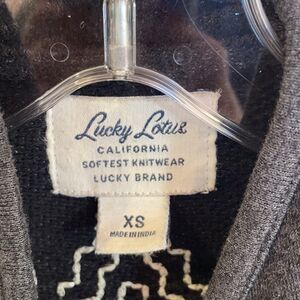 Lucky Lotus
CALIFORNIA
SOFTEST KNITWEAR
LUCKY BRAND
XS
MADE IN INDIA